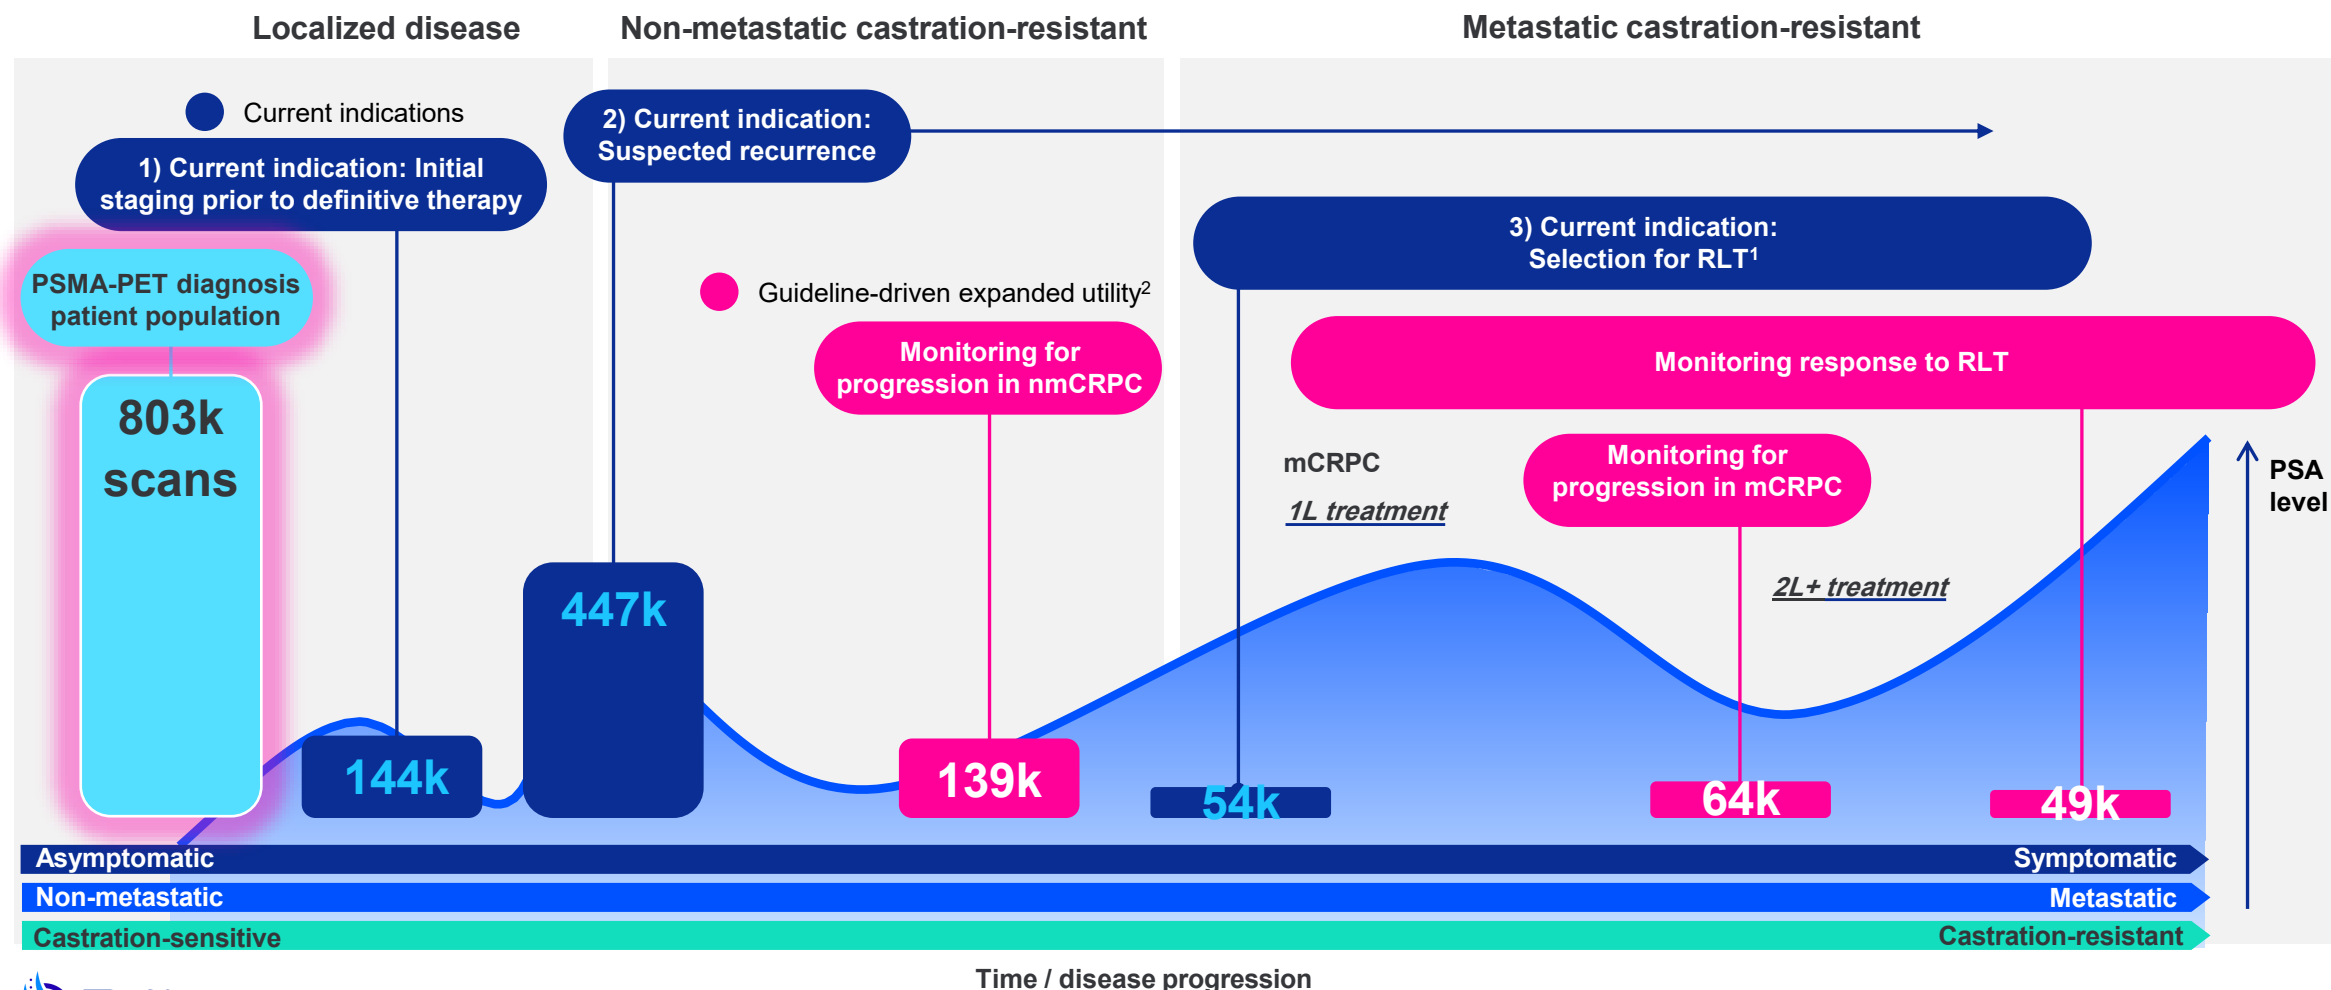 Localized disease
Non-metastatic castration-resistant
Metastatic castration-resistant
Current indications
1) Current indication: Initial
staging prior to definitive therapy
2) Current indication:
Suspected recurrence
3) Current indication:
Selection for RLT¹
PSMA-PET diagnosis
patient population
803k
scans
Guideline-driven expanded utility²
Monitoring for
progression in nmCRPC
Monitoring response to RLT
mCRPC
1L treatment
Monitoring for
progression in mCRPC
2L+ treatment
PSA
level
144k
447k
139k
54k
64k
49k
Asymptomatic
Symptomatic
Non-metastatic
Metastatic
Castration-sensitive
Castration-resistant
Time / disease progression